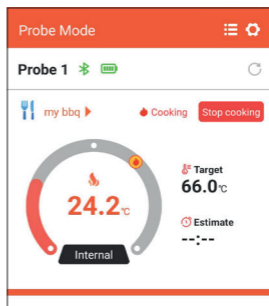 Probe Mode
Probe 1
my bbq
Cooking
Stop cooking
24.2℃
Internal
Target
66.0℃
Estimate
--:--